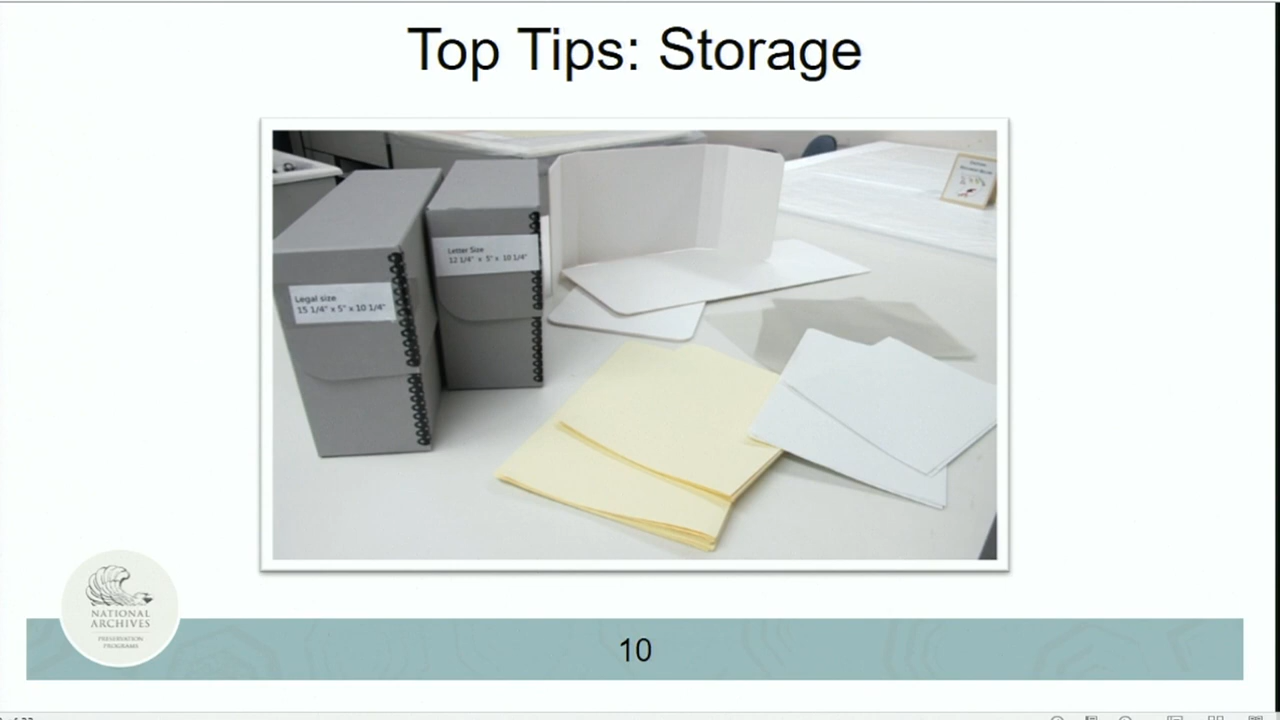 Top Tips: Storage
Letter Size
12 1/4" x 5" x 10 1/4"
Legal size
15 1/4" x 5" x 10 1/4"
NATIONAL
ARCHIVES
PRESERVATION
PROGRAMS
10